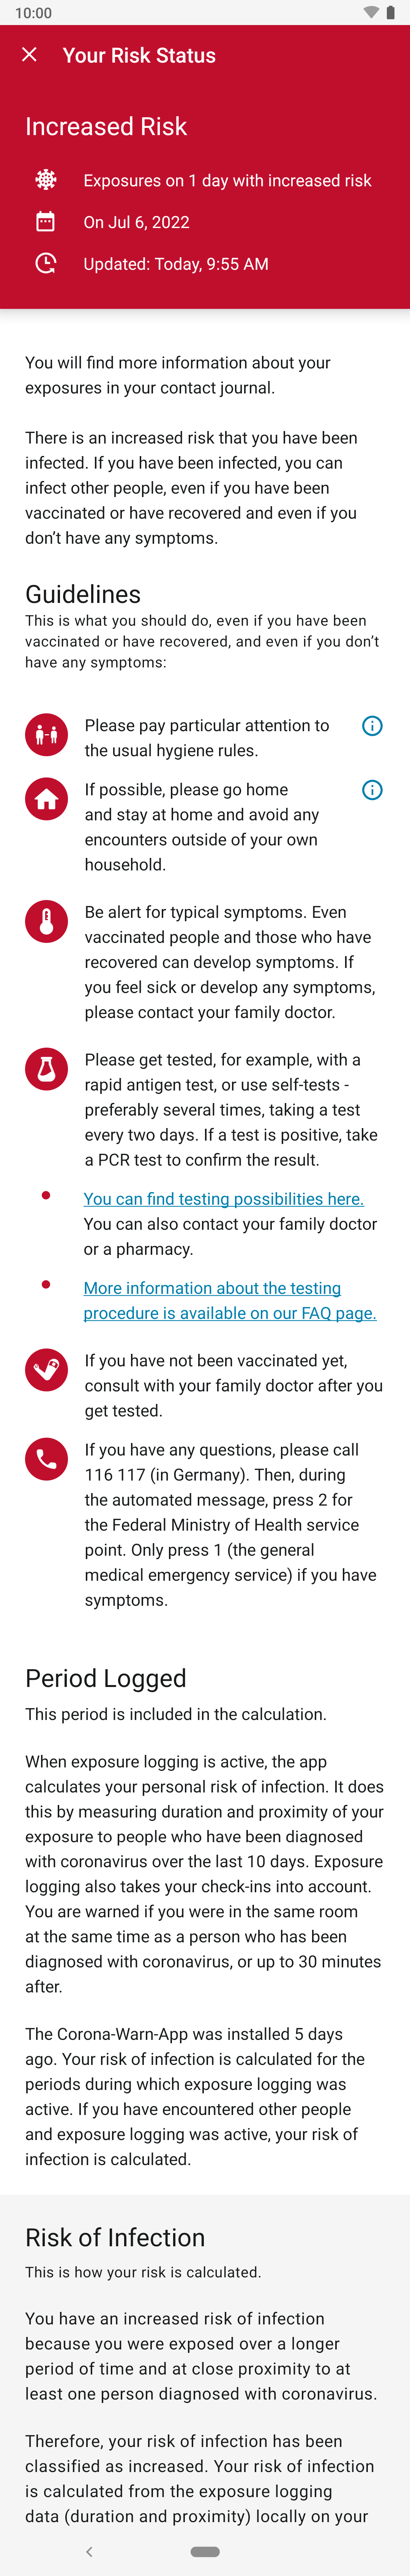 10:00
Your Risk Status
Increased Risk
Exposures on 1 day with increased risk
On Jul 6, 2022
Updated: Today, 9:55 AM
You will find more information about your
exposures in your contact journal.
There is an increased risk that you have been
infected. If you have been infected, you can
infect other people, even if you have been
vaccinated or have recovered and even if you
don’t have any symptoms.
Guidelines
This is what you should do, even if you have been
vaccinated or have recovered, and even if you don’t
have any symptoms:
Please pay particular attention to
the usual hygiene rules.
If possible, please go home
and stay at home and avoid any
encounters outside of your own
household.
Be alert for typical symptoms. Even
vaccinated people and those who have
recovered can develop symptoms. If
you feel sick or develop any symptoms,
please contact your family doctor.
Please get tested, for example, with a
rapid antigen test, or use self-tests -
preferably several times, taking a test
every two days. If a test is positive, take
a PCR test to confirm the result.
You can find testing possibilities here.
You can also contact your family doctor
or a pharmacy.
More information about the testing
procedure is available on our FAQ page.
If you have not been vaccinated yet,
consult with your family doctor after you
get tested.
If you have any questions, please call
116 117 (in Germany). Then, during
the automated message, press 2 for
the Federal Ministry of Health service
point. Only press 1 (the general
medical emergency service) if you have
symptoms.
Period Logged
This period is included in the calculation.
When exposure logging is active, the app
calculates your personal risk of infection. It does
this by measuring duration and proximity of your
exposure to people who have been diagnosed
with coronavirus over the last 10 days. Exposure
logging also takes your check-ins into account.
You are warned if you were in the same room
at the same time as a person who has been
diagnosed with coronavirus, or up to 30 minutes
after.
The Corona-Warn-App was installed 5 days
ago. Your risk of infection is calculated for the
periods during which exposure logging was
active. If you have encountered other people
and exposure logging was active, your risk of
infection is calculated.
Risk of Infection
This is how your risk is calculated.
You have an increased risk of infection
because you were exposed over a longer
period of time and at close proximity to at
least one person diagnosed with coronavirus.
Therefore, your risk of infection has been
classified as increased. Your risk of infection
is calculated from the exposure logging
data (duration and proximity) locally on your